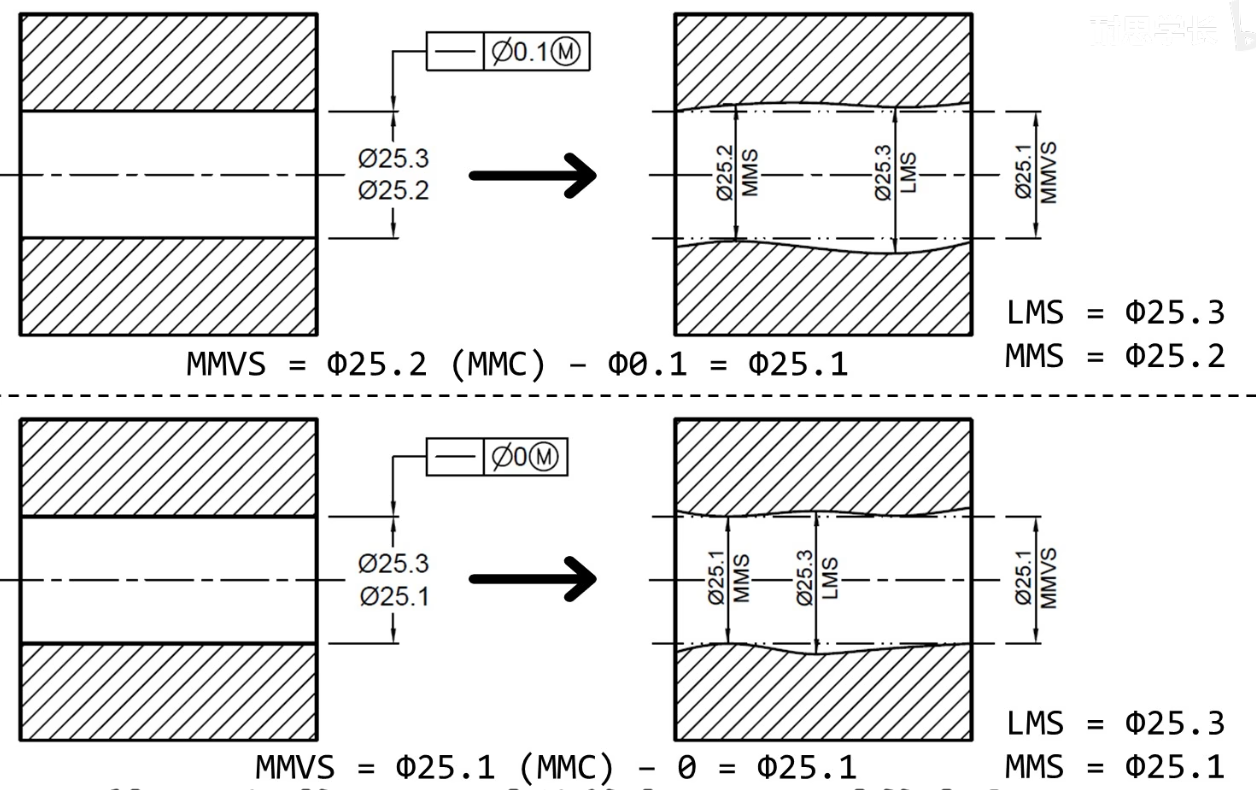 ⏤ Ø0.1Ⓜ
Ø25.3
Ø25.2
Ø25.2
MMS
Ø25.3
LMS
Ø25.1
MMVS
LMS = Φ25.3
MMS = Φ25.2
MMVS = Φ25.2 (MMC) – Φ0.1 = Φ25.1
⏤ Ø0Ⓜ
Ø25.3
Ø25.1
Ø25.1
MMS
Ø25.3
LMS
Ø25.1
MMVS
LMS = Φ25.3
MMS = Φ25.1
MMVS = Φ25.1 (MMC) – 0 = Φ25.1